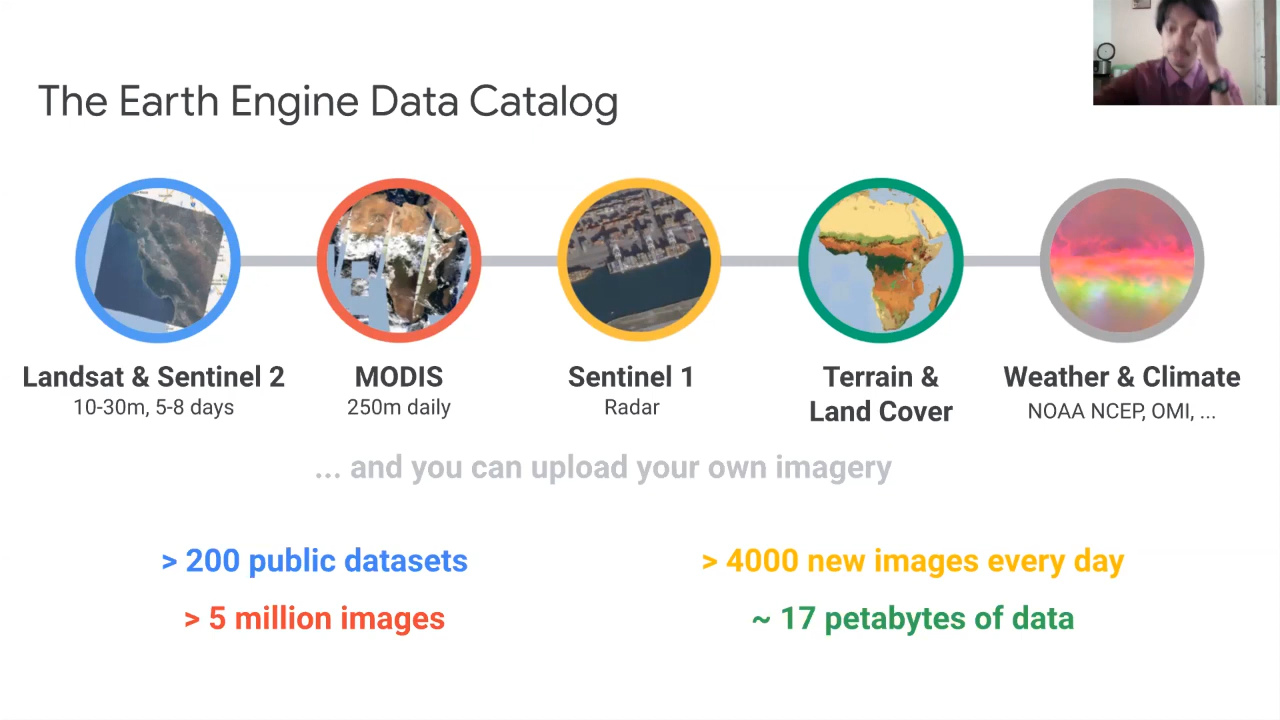 The Earth Engine Data Catalog
Landsat & Sentinel 2
10-30m, 5-8 days
MODIS
250m daily
Sentinel 1
Radar
Terrain &
Land Cover
Weather & Climate
NOAA NCEP, OMI, ...
... and you can upload your own imagery
> 200 public datasets
> 4000 new images every day
> 5 million images
~ 17 petabytes of data